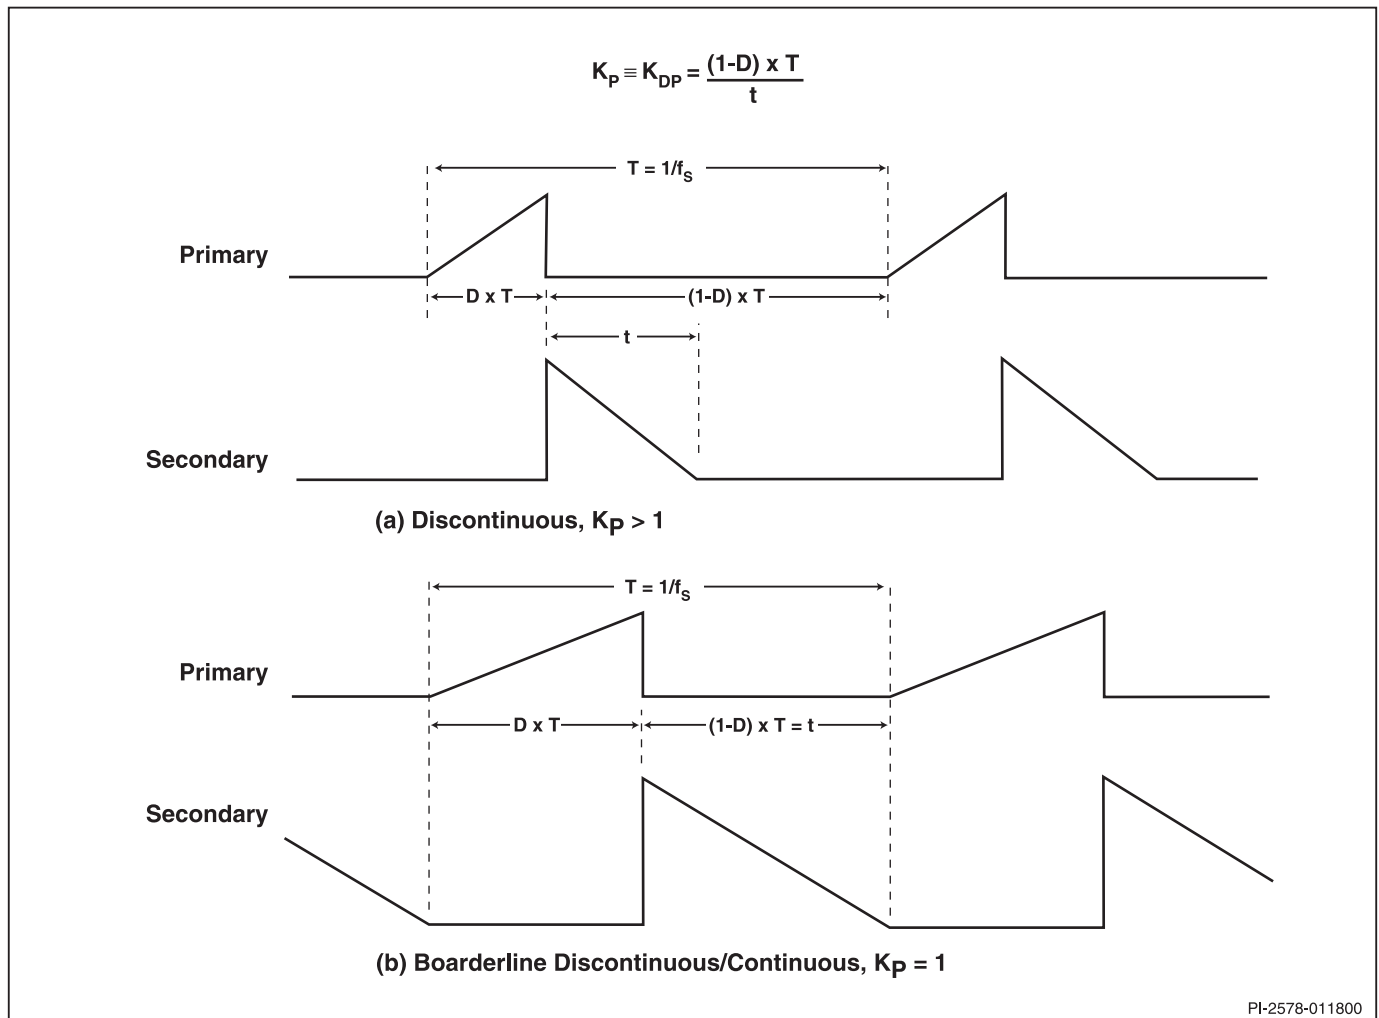 K_P ≡ K_DP = (1-D) x T / t
T = 1/f_S
Primary
D x T
(1-D) x T
t
Secondary
(a) Discontinuous, K_P > 1
T = 1/f_S
Primary
D x T
(1-D) x T = t
Secondary
(b) Boarderline Discontinuous/Continuous, K_P = 1
PI-2578-011800